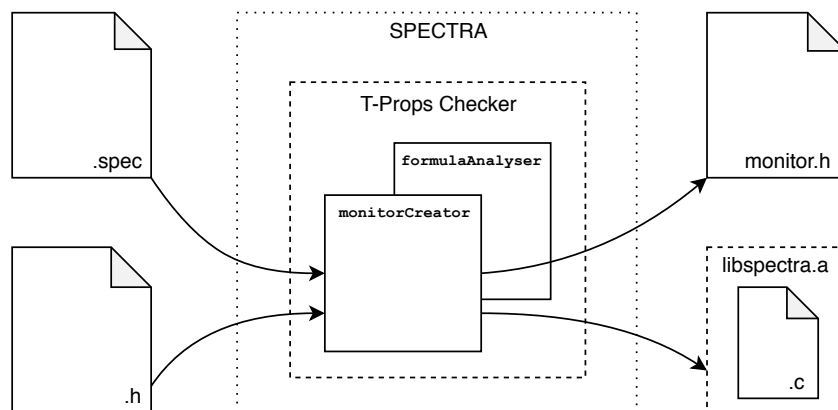 SPECTRA
T-Props Checker
.spec
formulaAnalyser
monitor.h
monitorCreator
libspectra.a
.h
.c